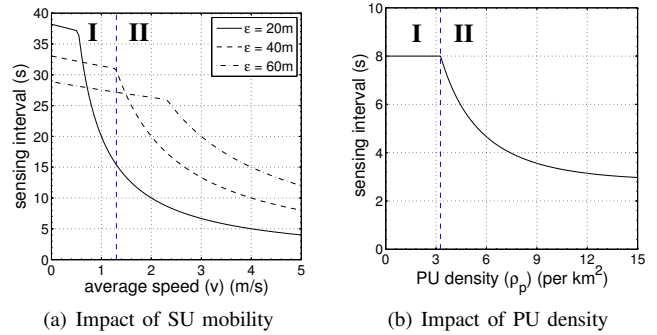 40
35
30
25
20
15
10
5
0
sensing interval (s)
I
II
ε = 20m
ε = 40m
ε = 60m
0 1 2 3 4 5
average speed (v) (m/s)
(a) Impact of SU mobility
10
8
6
4
2
0
sensing interval (s)
I
II
0 3 6 9 12 15
PU density (ρp) (per km²)
(b) Impact of PU density